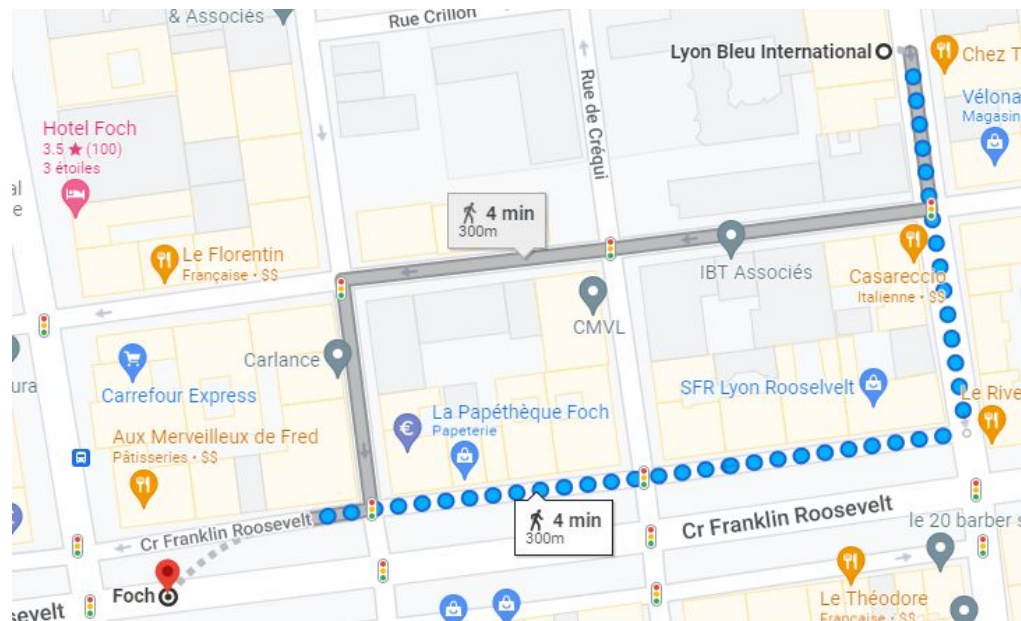 & Associés
Rue Crillon
Lyon Bleu International
Chez T
Rue de Créqui
Vélona
Magasin
Hotel Foch
3.5 ★ (100)
3 étoiles
al
e
4 min
300m
Le Florentin
Française • $$
IBT Associés
Casareccio
Italienne • $$
CMVL
Carlance
ura
Carrefour Express
SFR Lyon Rooselvelt
La Papéthèque Foch
Papeterie
Le Rive
Aux Merveilleux de Fred
Pâtisseries • $$
4 min
300m
Cr Franklin Roosevelt
Cr Franklin Roosevelt
le 20 barber s
Foch
osevelt
Le Théodore
Française • $$